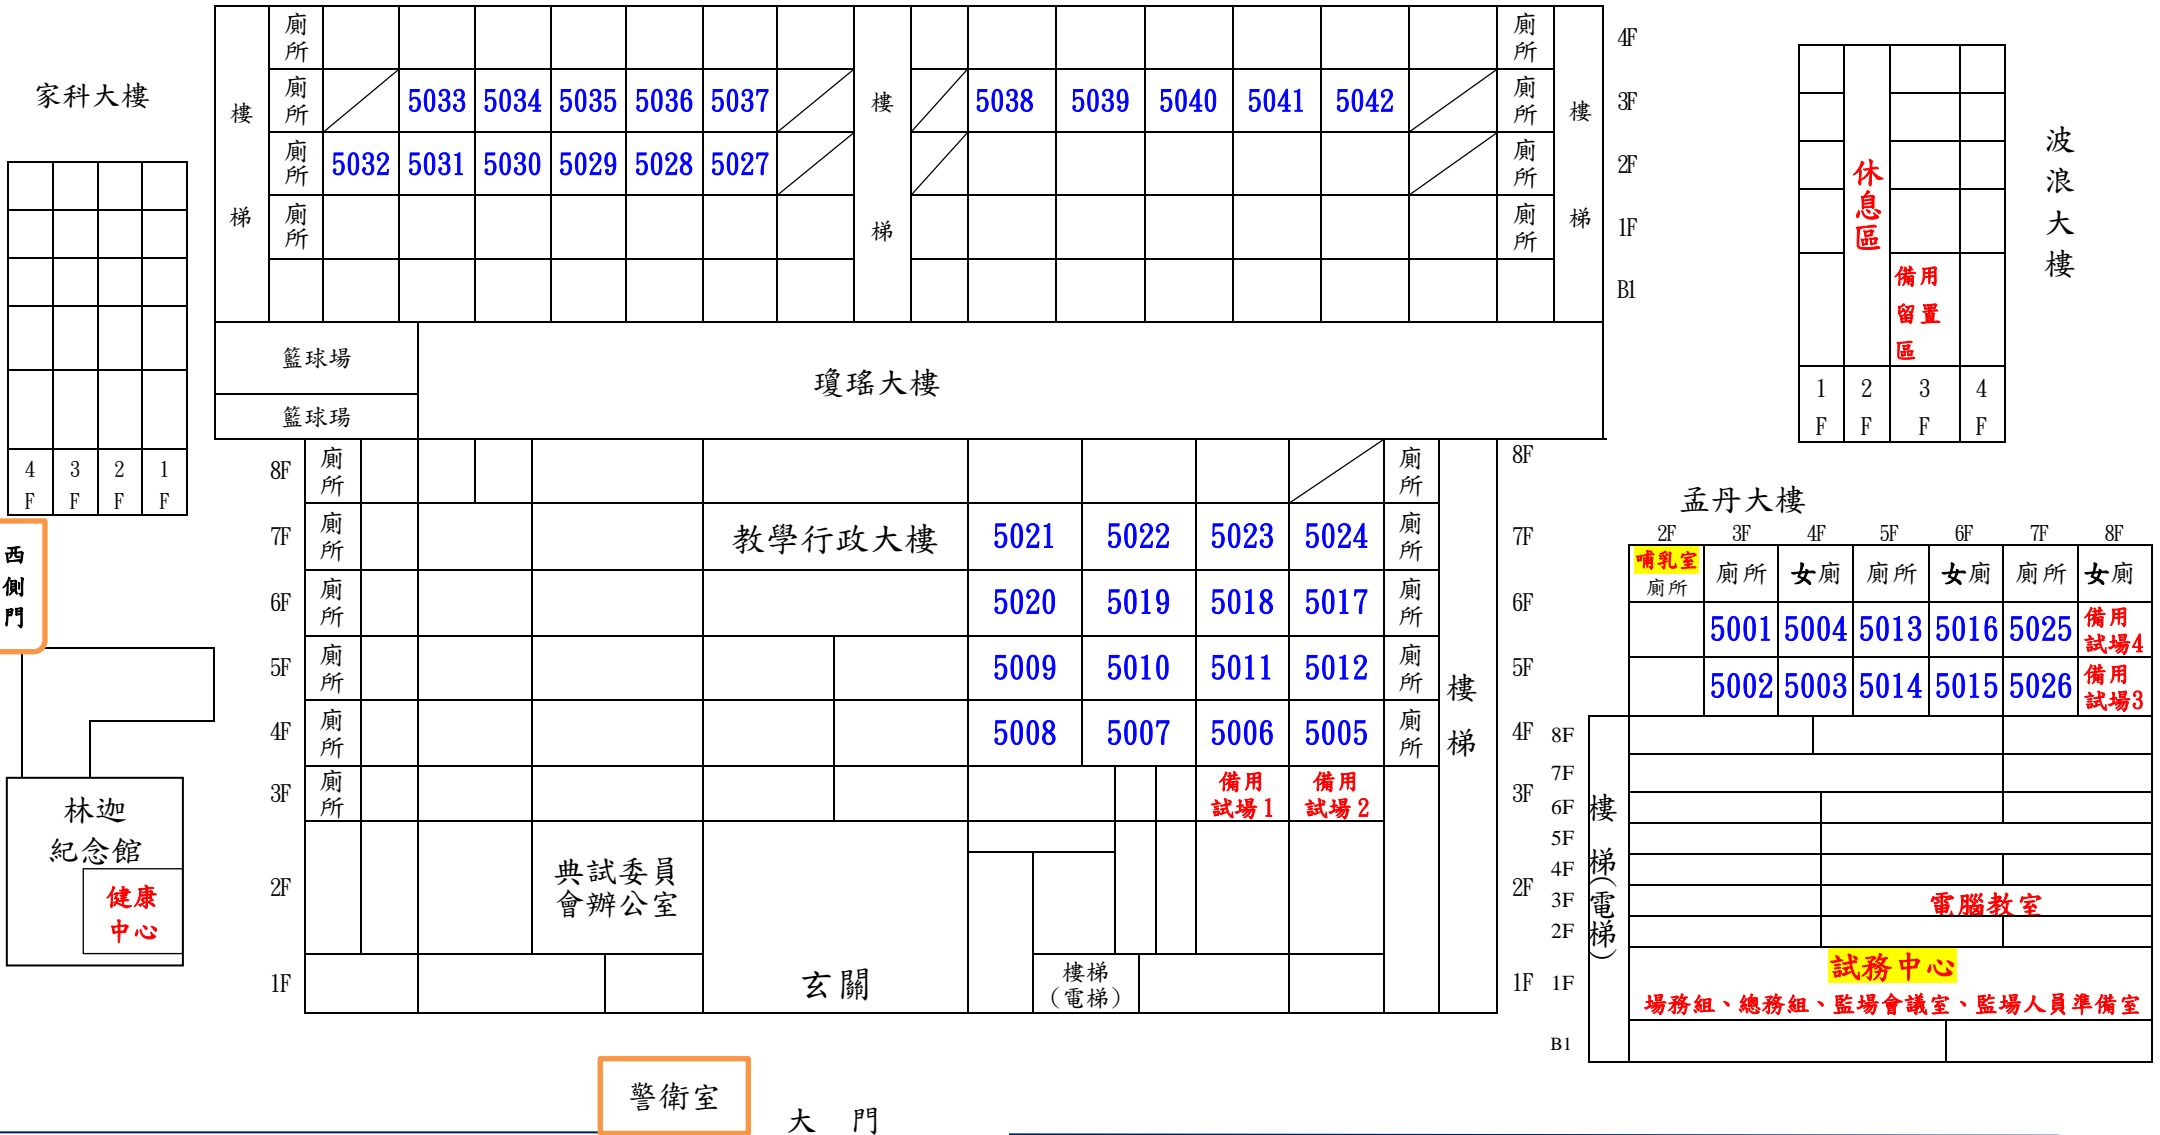 家科大樓
4 3 2 1
F F F F
西側門
林迦
紀念館
健康
中心
樓梯
樓梯
樓梯
廁所 廁所 4F
廁所 5033 5034 5035 5036 5037 5038 5039 5040 5041 5042 廁所 3F
廁所 5032 5031 5030 5029 5028 5027 廁所 2F
廁所 廁所 1F
B1
籃球場
籃球場
瓊瑤大樓
8F 廁所 廁所 8F
7F 廁所 教學行政大樓 5021 5022 5023 5024 廁所 7F
6F 廁所 5020 5019 5018 5017 廁所 6F
5F 廁所 5009 5010 5011 5012 廁所 5F
4F 廁所 5008 5007 5006 5005 廁所 4F
樓梯
3F 廁所 備用試場1 備用試場2 3F
2F 典試委員會辦公室 2F
1F 玄關 樓梯(電梯) 1F
警衛室
大 門
波浪大樓
休息區
備用
留置
區
1 2 3 4
F F F F
孟丹大樓
2F 3F 4F 5F 6F 7F 8F
哺乳室
廁所 廁所 女廁 廁所 女廁 廁所 女廁
5001 5004 5013 5016 5025 備用試場4
5002 5003 5014 5015 5026 備用試場3
樓梯(電梯)
8F
7F
6F
5F
4F
3F 電腦教室
2F
1F 試務中心
場務組、總務組、監場會議室、監場人員準備室
B1